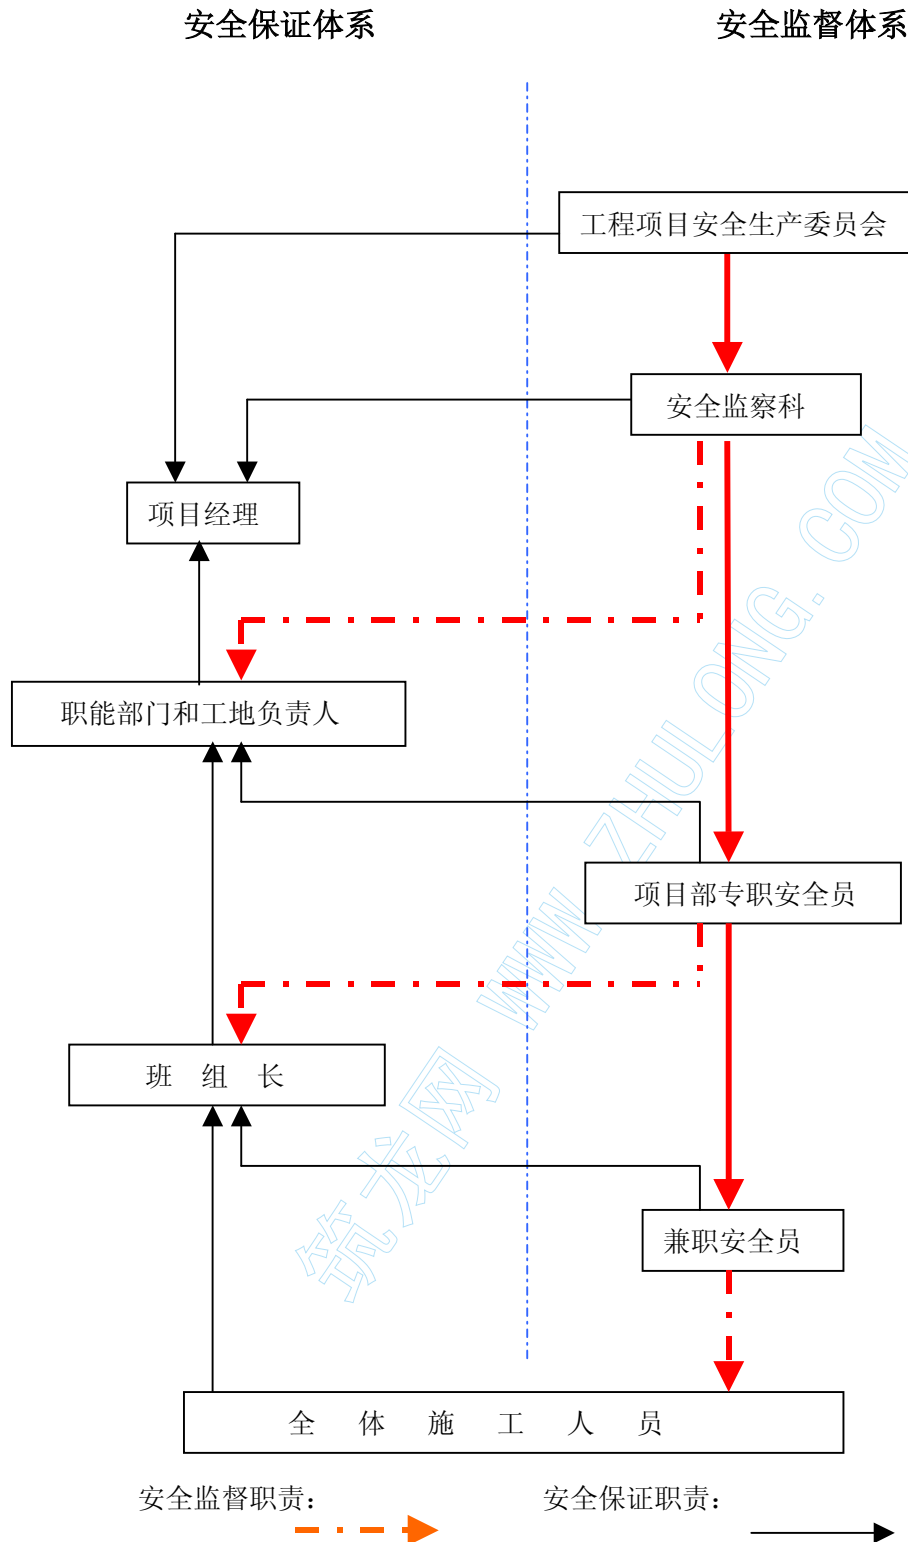 安全保证体系 安全监督体系
工程项目安全生产委员会
安全监察科
项目经理
职能部门和工地负责人
项目部专职安全员
班 组 长
兼职安全员
全 体 施 工 人 员
安全监督职责： 安全保证职责：
筑龙网 WWW.ZHULONG.COM